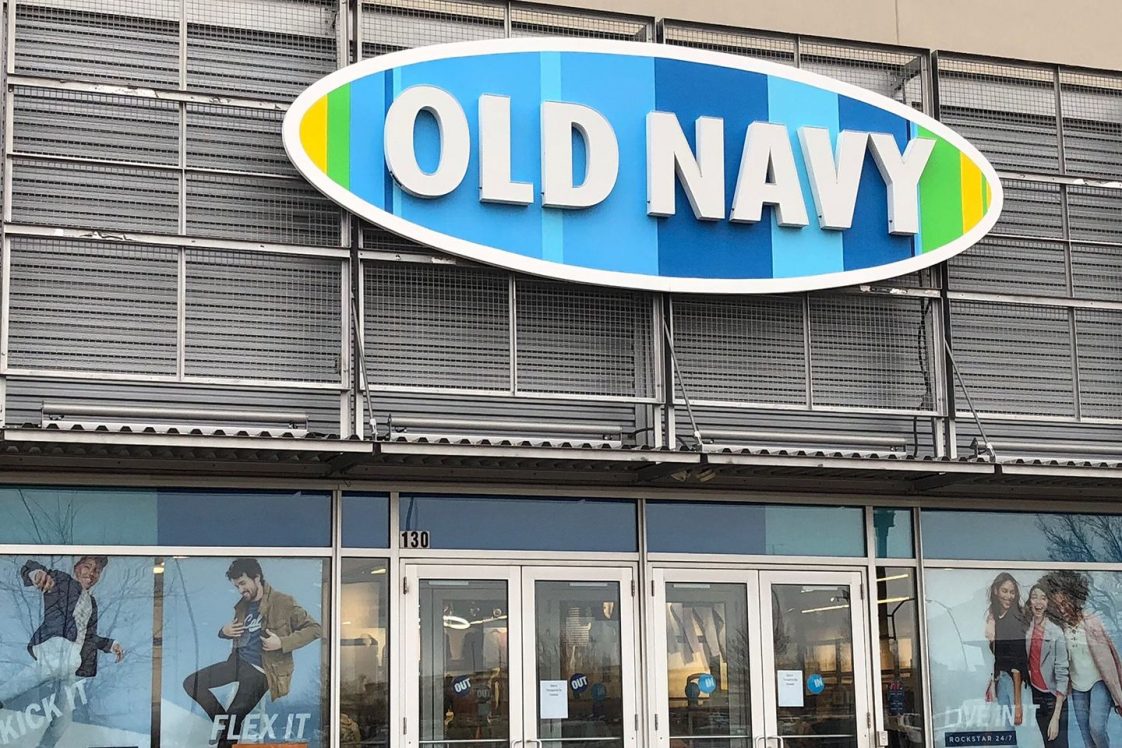 OLD NAVY
130
KICK IT
FLEX IT
OUT
OUT
IN
IN
LIVE IN IT
ROCKSTAR 24/7